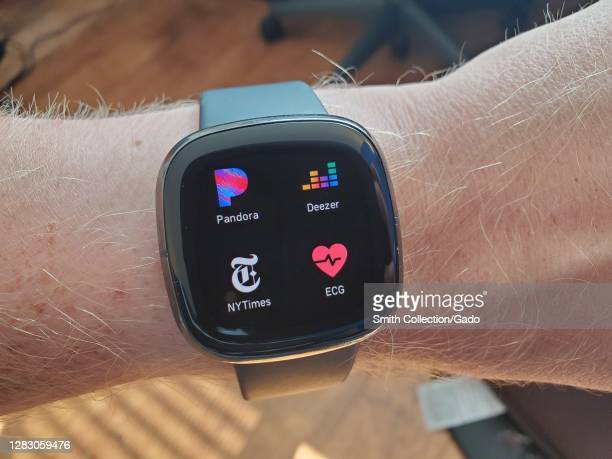 Pandora
Deezer
NYTimes
ECG
gettyimages
Smith Collection/Gado
1283059476